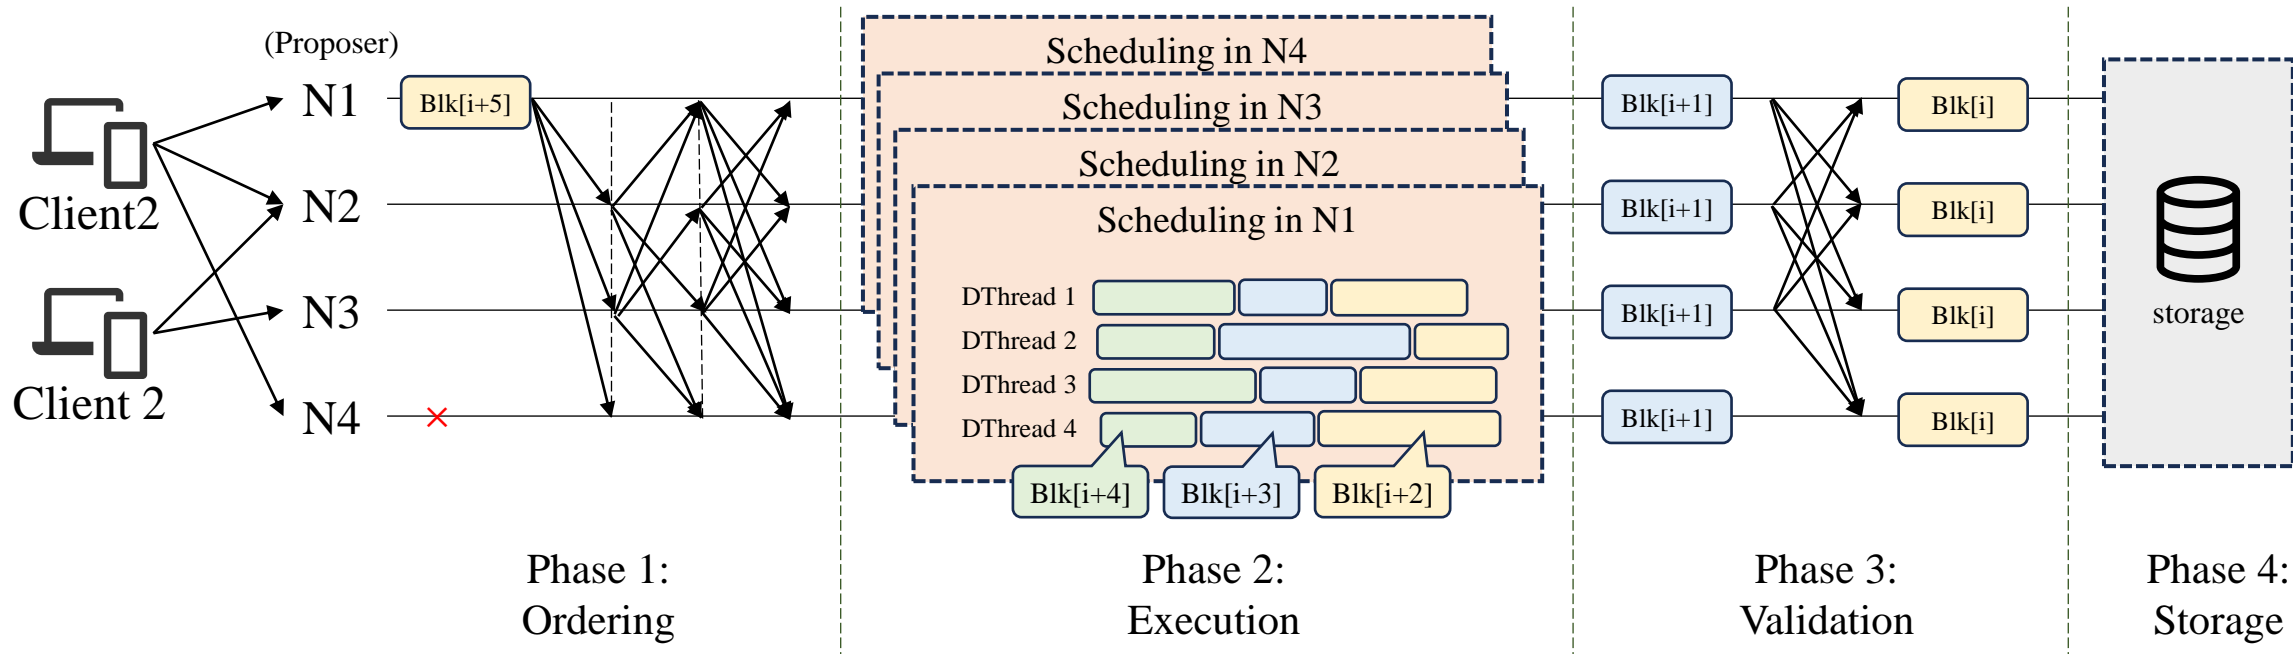 (Proposer)
N1
N2
N3
N4
Client2
Client 2
Blk[i+5]
Scheduling in N4
Scheduling in N3
Scheduling in N2
Scheduling in N1
DThread 1
DThread 2
DThread 3
DThread 4
Blk[i+4]
Blk[i+3]
Blk[i+2]
Blk[i+1]
Blk[i+1]
Blk[i+1]
Blk[i+1]
Blk[i]
Blk[i]
Blk[i]
Blk[i]
storage
Phase 1:
Ordering
Phase 2:
Execution
Phase 3:
Validation
Phase 4:
Storage